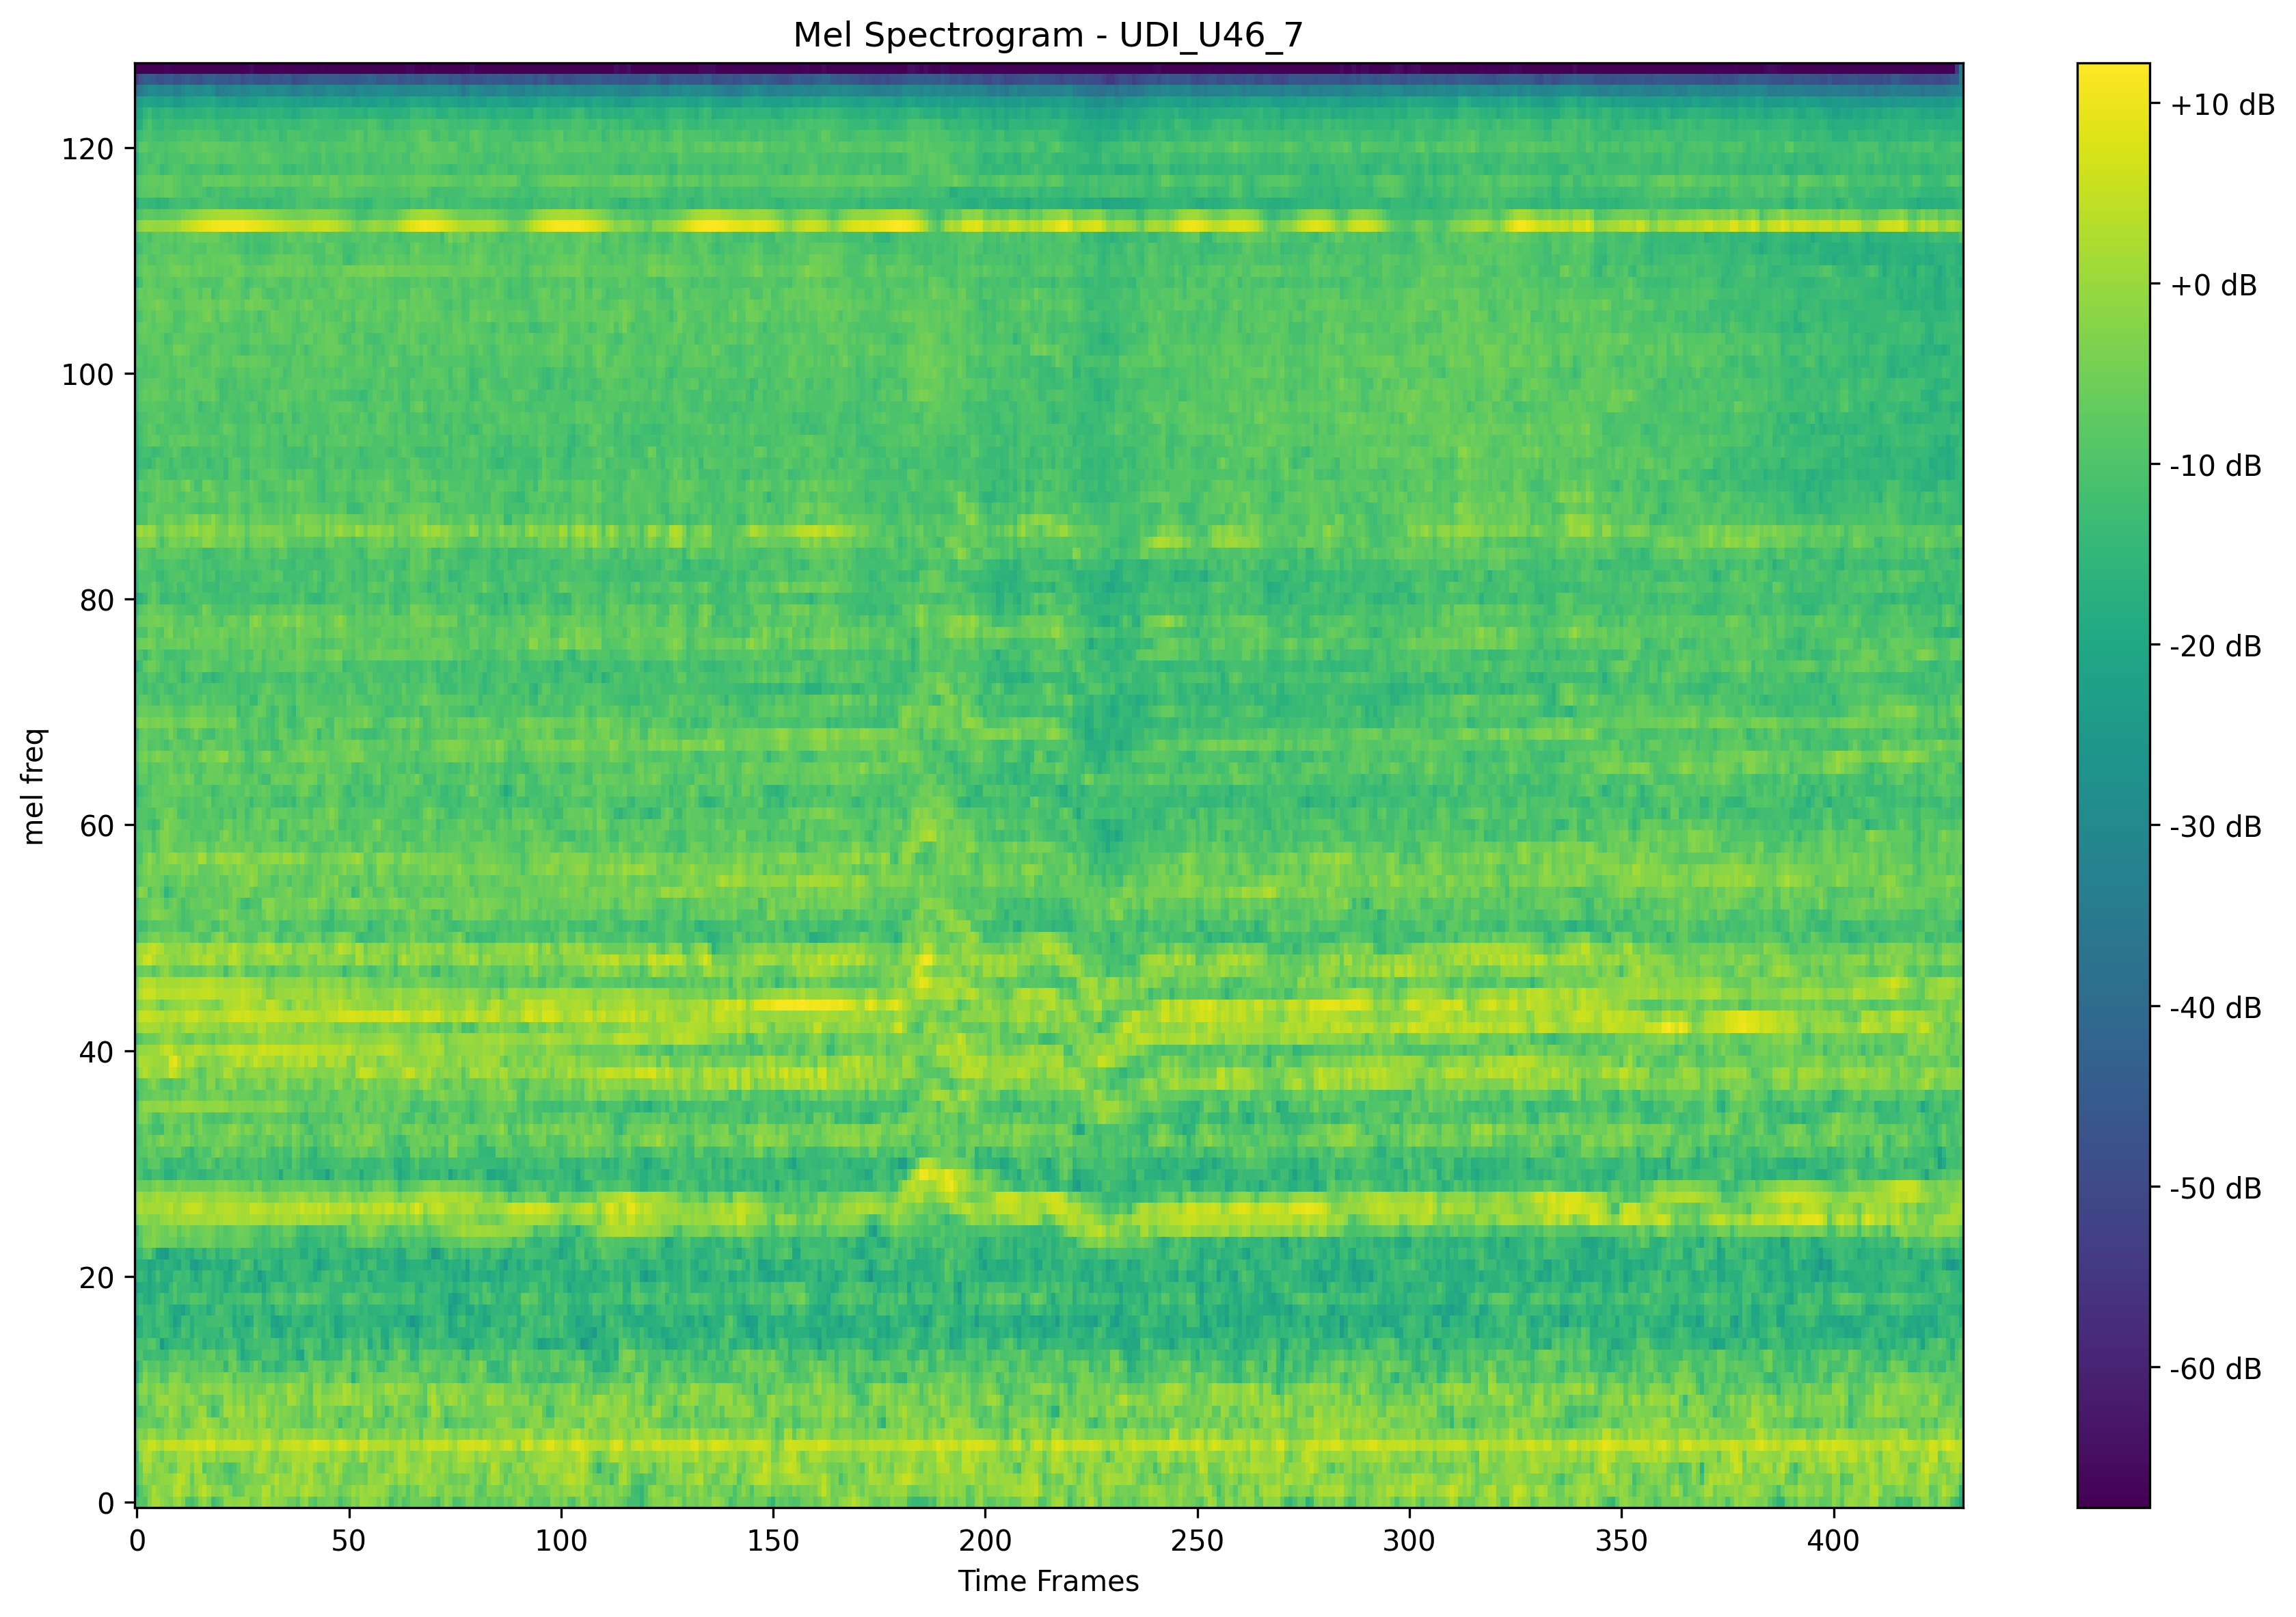 Mel Spectrogram - UDI_U46_7
mel freq
120
100
80
60
40
20
0
0 50 100 150 200 250 300 350 400
Time Frames
+10 dB
+0 dB
-10 dB
-20 dB
-30 dB
-40 dB
-50 dB
-60 dB